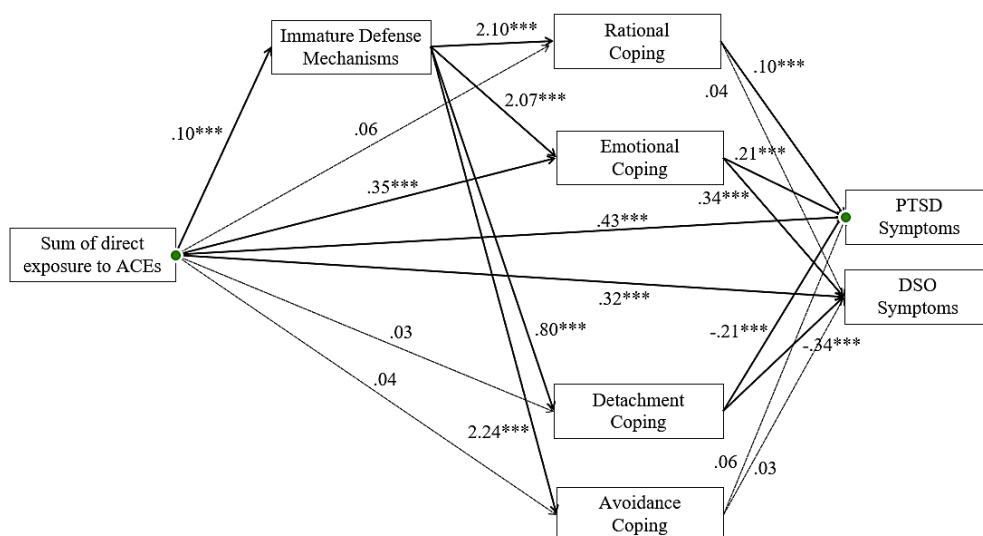 Immature Defense
Mechanisms
2.10***
Rational
Coping
.10***
.04
.06
2.07***
.10***
Emotional
Coping
.21***
.35***
.34***
PTSD
Symptoms
.43***
Sum of direct
exposure to ACEs
DSO
Symptoms
.32***
.03
.80***
-.21***
-.34***
.04
Detachment
Coping
2.24***
.06
.03
Avoidance
Coping